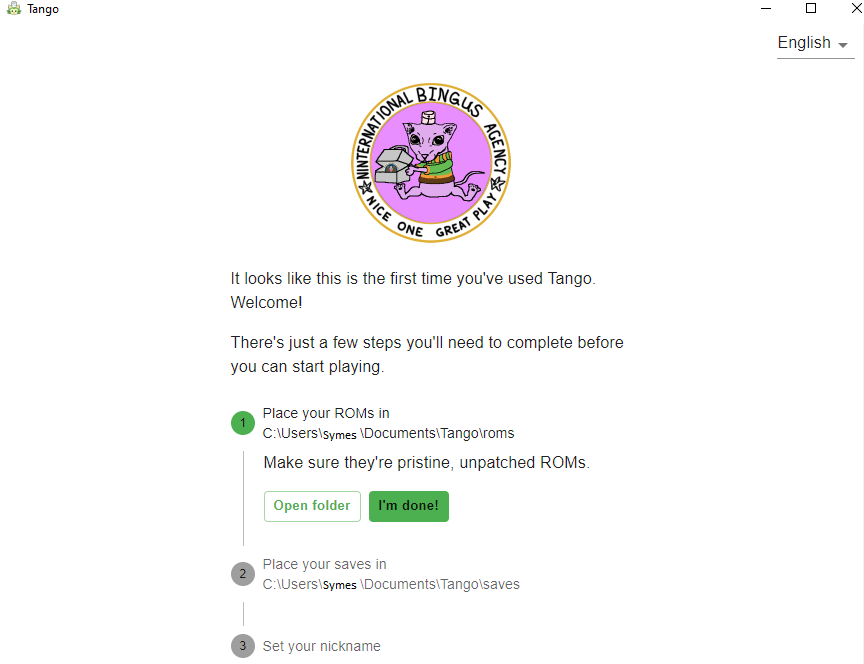 Tango
English
NINTERNATIONAL BINGUS AGENCY
NICE ONE GREAT PLAY
It looks like this is the first time you've used Tango.
Welcome!
There's just a few steps you'll need to complete before
you can start playing.
1
Place your ROMs in
C:\Users\Symes \Documents\Tango\roms
Make sure they're pristine, unpatched ROMs.
Open folder
I'm done!
2
Place your saves in
C:\Users\Symes \Documents\Tango\saves
3
Set your nickname